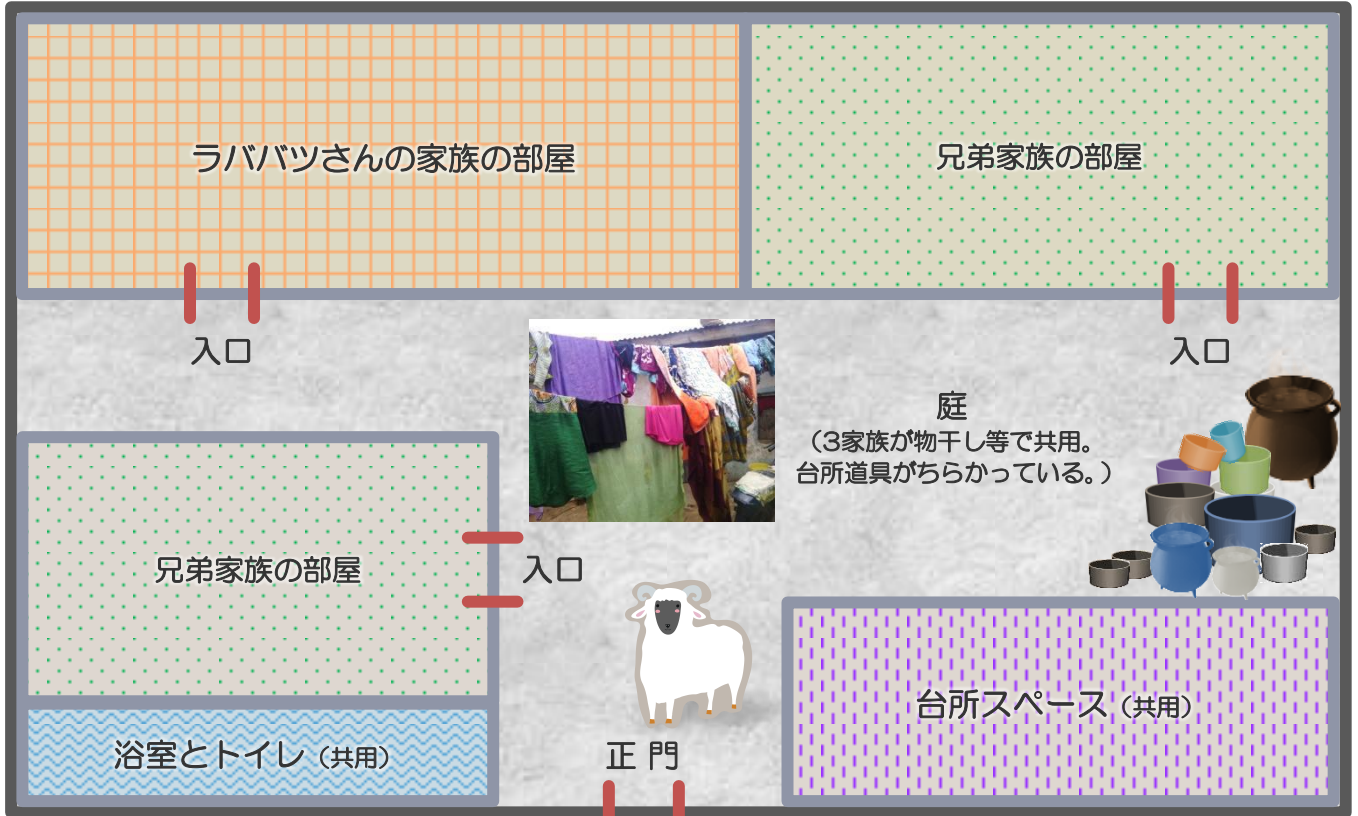 ラババツさんの家族の部屋
兄弟家族の部屋
入口
入口
庭
（3家族が物干し等で共用。
台所道具がちらかっている。）
兄弟家族の部屋
入口
台所スペース（共用）
浴室とトイレ（共用）
正門